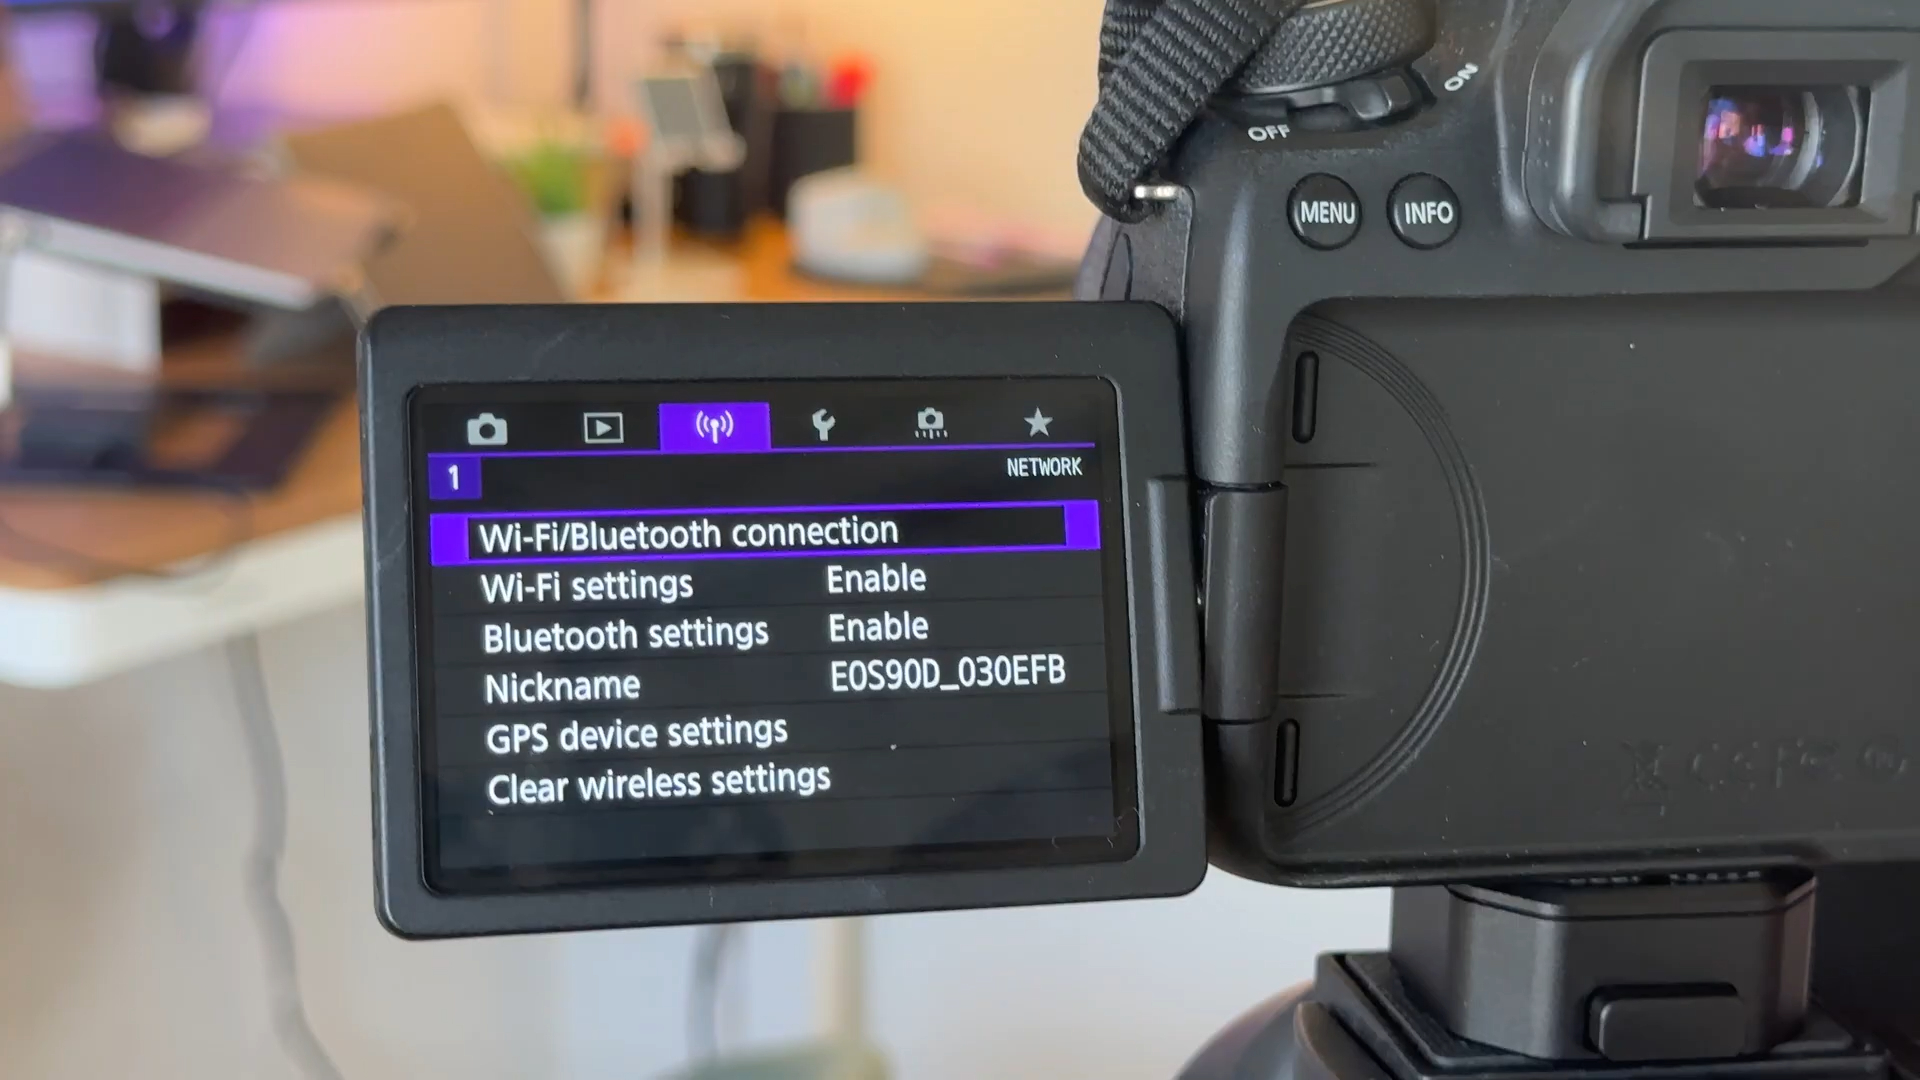 ON
OFF
MENU INFO
1
NETWORK
Wi-Fi/Bluetooth connection
Wi-Fi settings Enable
Bluetooth settings Enable
Nickname EOS90D_030EFB
GPS device settings
Clear wireless settings